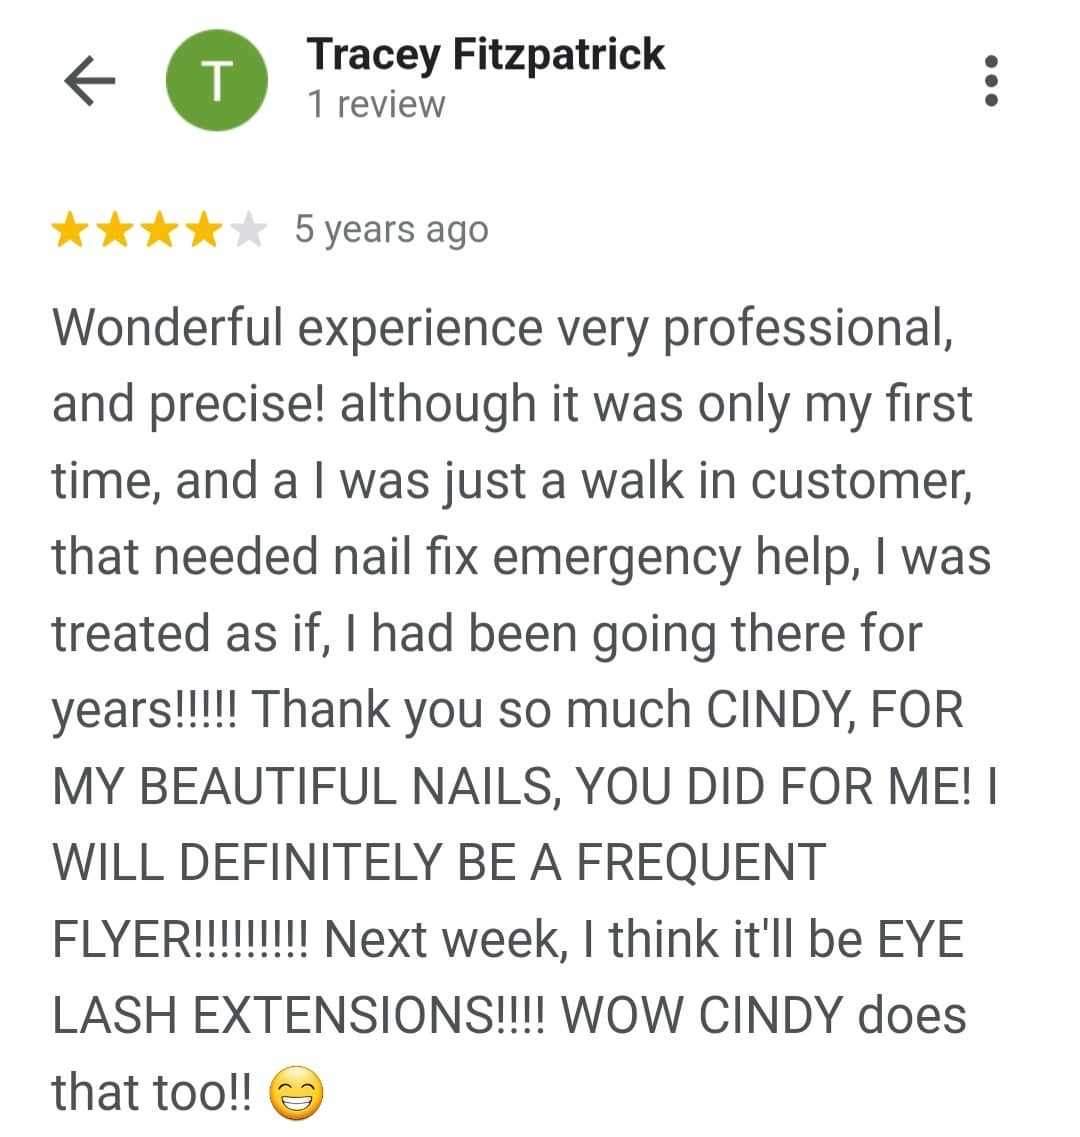 T
Tracey Fitzpatrick
1 review
5 years ago
Wonderful experience very professional,
and precise! although it was only my first
time, and a I was just a walk in customer,
that needed nail fix emergency help, I was
treated as if, I had been going there for
years!!!!! Thank you so much CINDY, FOR
MY BEAUTIFUL NAILS, YOU DID FOR ME! I
WILL DEFINITELY BE A FREQUENT
FLYER!!!!!!!!! Next week, I think it'll be EYE
LASH EXTENSIONS!!!! WOW CINDY does
that too!! 😁